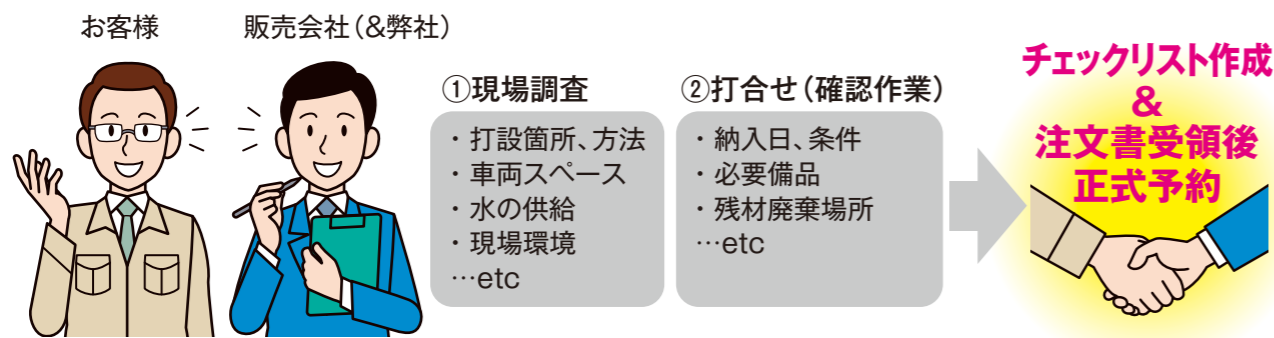 お客様
販売会社(&弊社)
①現場調査
・打設箇所、方法
・車両スペース
・水の供給
・現場環境
…etc
②打合せ(確認作業)
・納入日、条件
・必要備品
・残材廃棄場所
…etc
チェックリスト作成
&
注文書受領後
正式予約